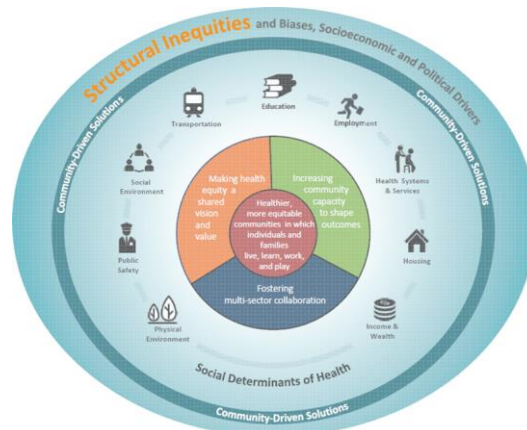 Structural Inequities and Biases, Socioeconomic and Political Drivers
Community-Driven Solutions
Community-Driven Solutions
Education
Transportation
Employment
Social
Environment
Health Systems
& Services
Public
Safety
Housing
Physical
Environment
Income &
Wealth
Making health
equity a
shared
vision
and
value
Increasing
community
capacity
to shape
outcomes
Healthier,
more equitable
communities in which
individuals and
families
live, learn, work,
and play
Fostering
multi-sector collaboration
Social Determinants of Health
Community-Driven Solutions